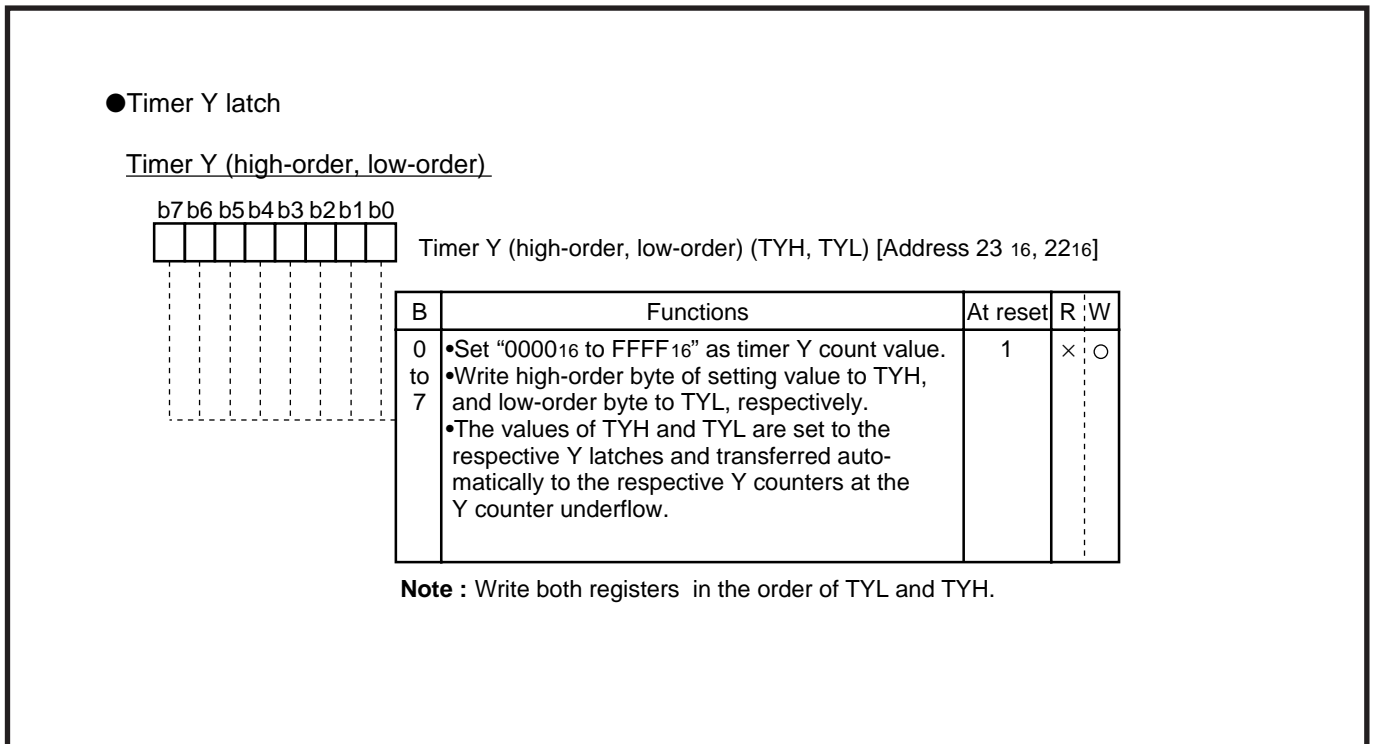 ●Timer Y latch
Timer Y (high-order, low-order)
b7 b6 b5 b4 b3 b2 b1 b0
Timer Y (high-order, low-order) (TYH, TYL) [Address 23 16, 2216]
B Functions At reset R W
0 •Set “000016 to FFFF16” as timer Y count value. 1 × ○
to •Write high-order byte of setting value to TYH,
7 and low-order byte to TYL, respectively.
•The values of TYH and TYL are set to the
respective Y latches and transferred auto-
matically to the respective Y counters at the
Y counter underflow.
Note : Write both registers in the order of TYL and TYH.